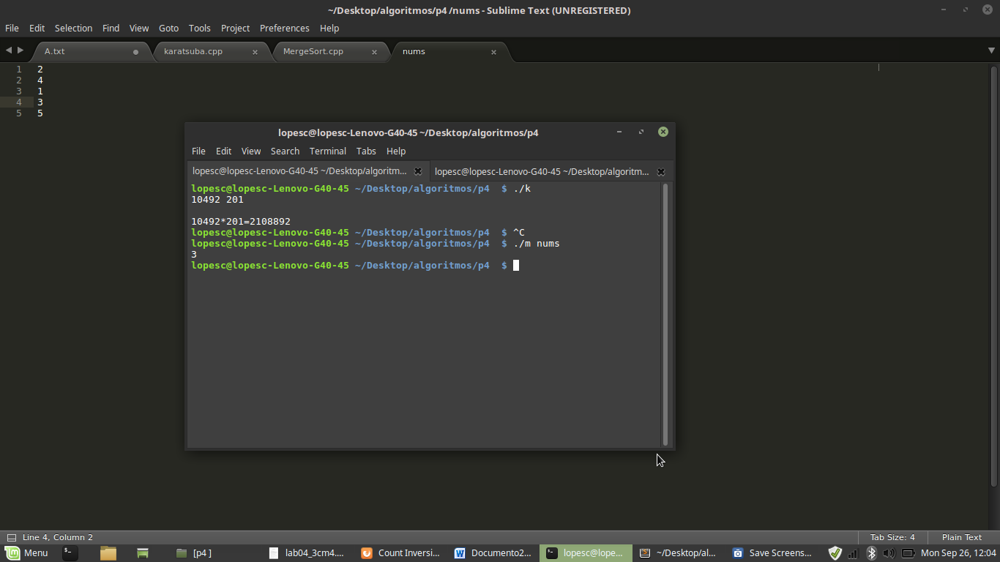 ~/Desktop/algoritmos/p4 /nums - Sublime Text (UNREGISTERED)
File Edit Selection Find View Goto Tools Project Preferences Help
A.txt karatsuba.cpp MergeSort.cpp nums
1 2
2 4
3 1
4 3
5 5
lopesc@lopesc-Lenovo-G40-45 ~/Desktop/algoritmos/p4
File Edit View Search Terminal Tabs Help
lopesc@lopesc-Lenovo-G40-45 ~/Desktop/algoritm... lopesc@lopesc-Lenovo-G40-45 ~/Desktop/algoritm...
lopesc@lopesc-Lenovo-G40-45 ~/Desktop/algoritmos/p4 $ ./k
10492 201
10492*201=2108892
lopesc@lopesc-Lenovo-G40-45 ~/Desktop/algoritmos/p4 $ ^C
lopesc@lopesc-Lenovo-G40-45 ~/Desktop/algoritmos/p4 $ ./m nums
3
lopesc@lopesc-Lenovo-G40-45 ~/Desktop/algoritmos/p4 $
Line 4, Column 2 Tab Size: 4 Plain Text
Menu [p4 ] lab04_3cm4.... Count Inversi... Documento2... lopesc@lope... ~/Desktop/al... Save Screens... Mon Sep 26, 12:04